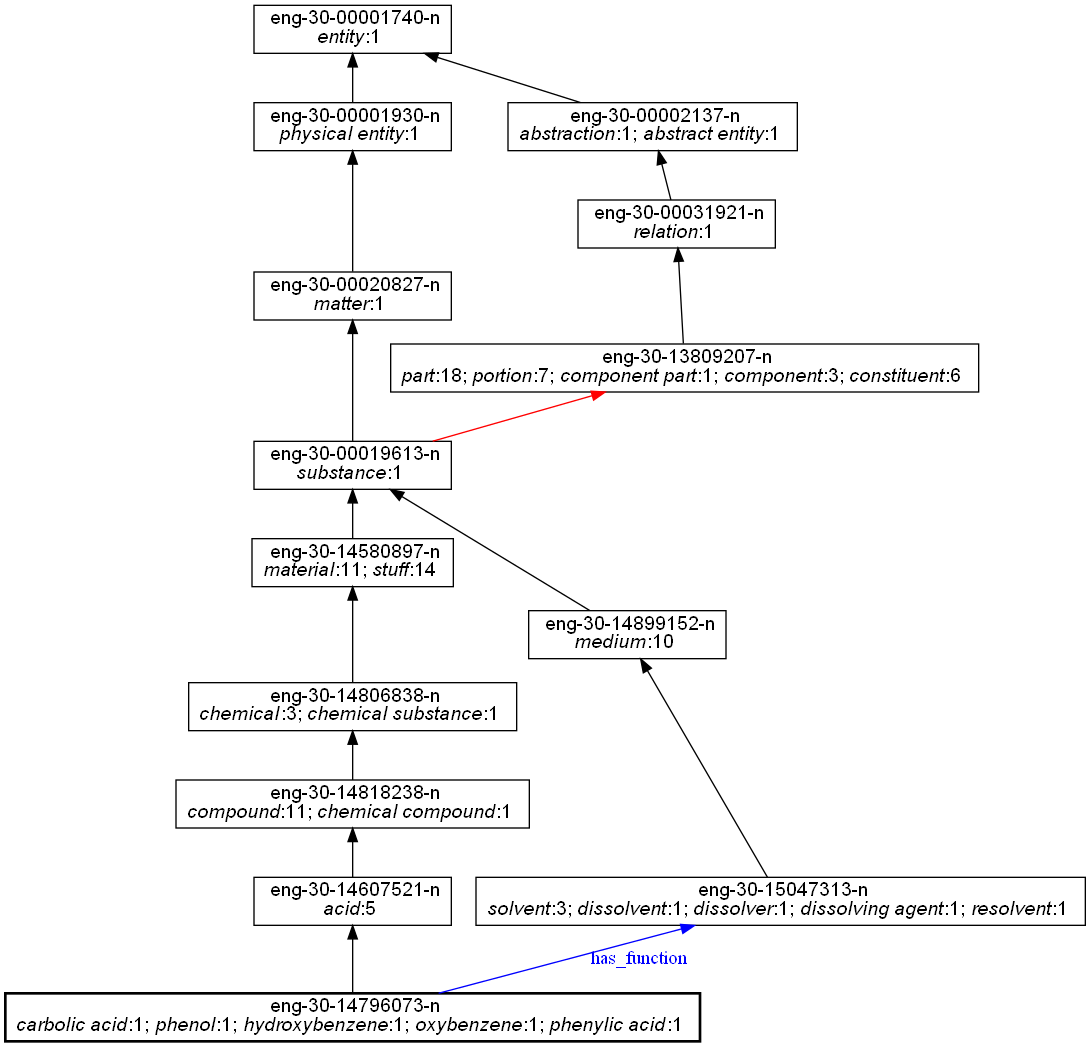 eng-30-00001740-n
entity:1
eng-30-00001930-n
physical entity:1
eng-30-00002137-n
abstraction:1; abstract entity:1
eng-30-00031921-n
relation:1
eng-30-00020827-n
matter:1
eng-30-13809207-n
part:18; portion:7; component part:1; component:3; constituent:6
eng-30-00019613-n
substance:1
eng-30-14580897-n
material:11; stuff:14
eng-30-14899152-n
medium:10
eng-30-14806838-n
chemical:3; chemical substance:1
eng-30-14818238-n
compound:11; chemical compound:1
eng-30-14607521-n
acid:5
eng-30-15047313-n
solvent:3; dissolvent:1; dissolver:1; dissolving agent:1; resolvent:1
has_function
eng-30-14796073-n
carbolic acid:1; phenol:1; hydroxybenzene:1; oxybenzene:1; phenylic acid:1